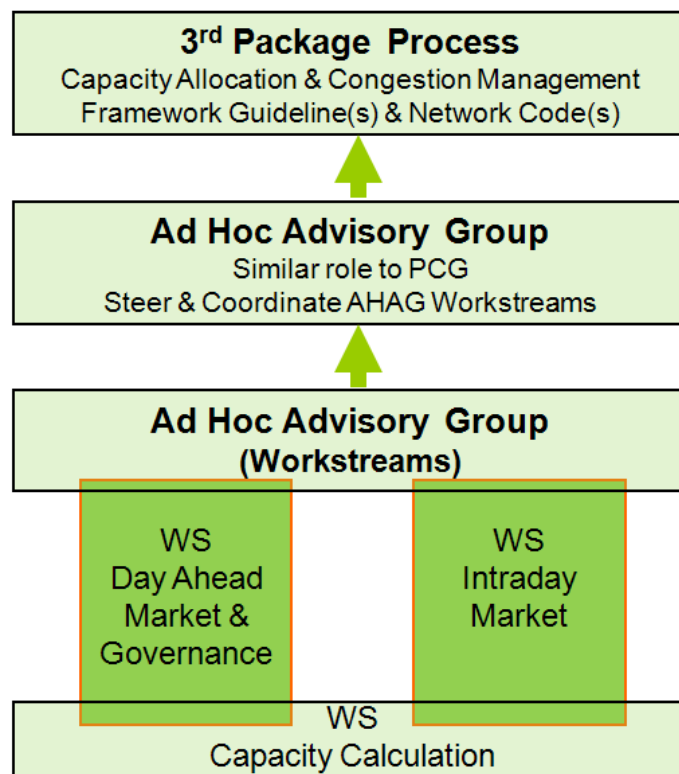 3rd Package Process
Capacity Allocation & Congestion Management
Framework Guideline(s) & Network Code(s)
Ad Hoc Advisory Group
Similar role to PCG
Steer & Coordinate AHAG Workstreams
Ad Hoc Advisory Group
(Workstreams)
WS
Day Ahead
Market &
Governance
WS
Intraday
Market
WS
Capacity Calculation